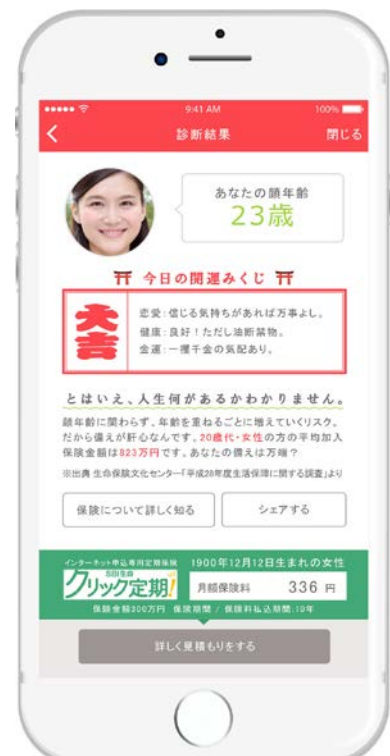 9:41 AM
100%
診断結果
閉じる
あなたの顔年齢
23歳
今日の開運みくじ
大吉
恋愛:信じる気持ちがあれば万事よし。
健康:良好!ただし油断禁物。
金運:一攫千金の気配あり。
とはいえ、人生何があるかわかりません。
顔年齢に関わらず、年齢を重ねるごとに増えていくリスク。
だから備えが肝心なんです。20歳代・女性の方の平均加入
保険金額は823万円です。あなたの備えは万端?
※出典 生命保険文化センター「平成28年度生活保障に関する調査」より
保険について詳しく知る
シェアする
インターネット申込専用定期保険
SBI生命
クリック定期!
1900年12月12日生まれの女性
月額保険料 336 円
保険金額300万円 保険期間 / 保険料払込期間:10年
詳しく見積もりをする